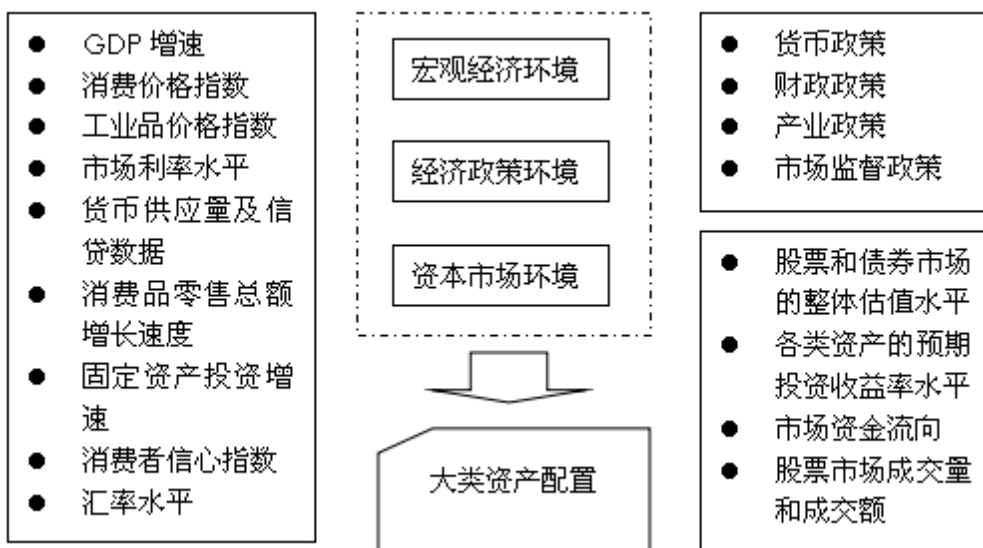 GDP 增速
消费价格指数
工业品价格指数
市场利率水平
货币供应量及信
贷数据
消费品零售总额
增长速度
固定资产投资增
速
消费者信心指数
汇率水平
宏观经济环境
经济政策环境
资本市场环境
大类资产配置
货币政策
财政政策
产业政策
市场监督政策
股票和债券市场
的整体估值水平
各类资产的预期
投资收益率水平
市场资金流向
股票市场成交量
和成交额